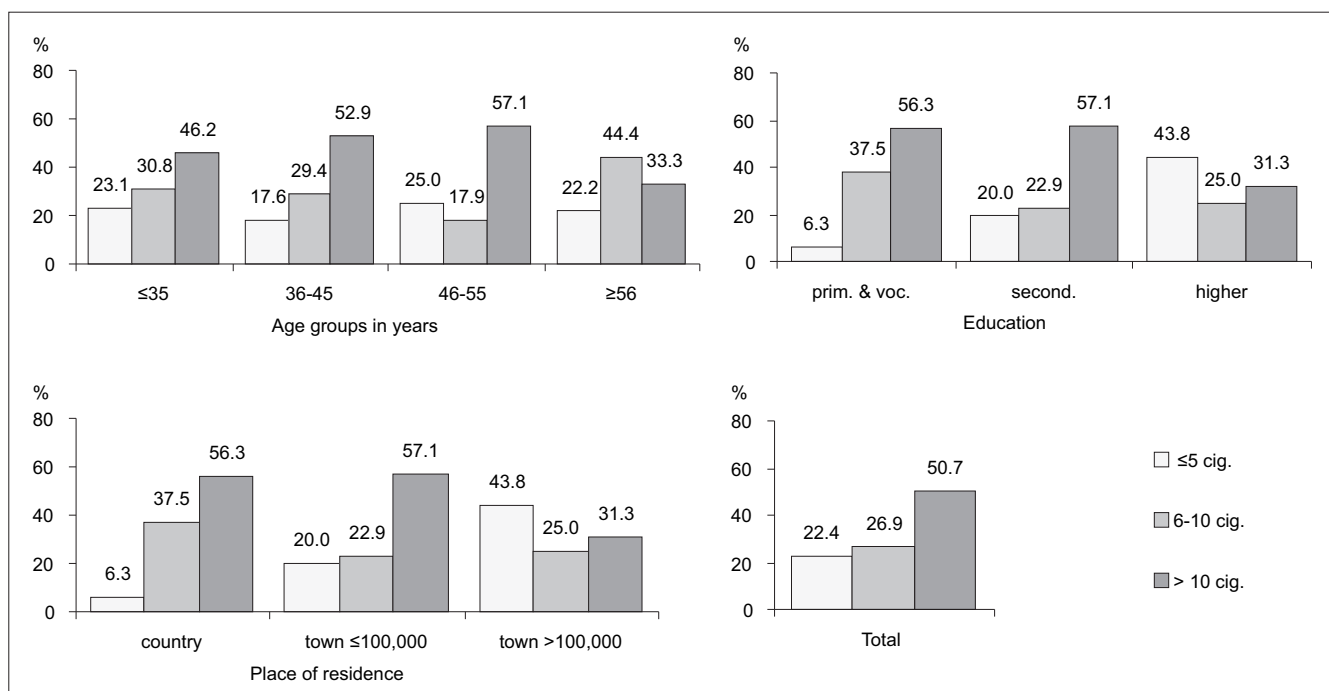 %
80
60
40
20
0
23.1 30.8 46.2 17.6 29.4 52.9 25.0 17.9 57.1 22.2 44.4 33.3
≤35 36-45 46-55 ≥56
Age groups in years
%
80
60
40
20
0
6.3 37.5 56.3 20.0 22.9 57.1 43.8 25.0 31.3
prim. & voc. second. higher
Education
%
80
60
40
20
0
6.3 37.5 56.3 20.0 22.9 57.1 43.8 25.0 31.3
country town ≤100,000 town >100,000
Place of residence
%
80
60
40
20
0
22.4 26.9 50.7
Total
≤5 cig.
6-10 cig.
> 10 cig.